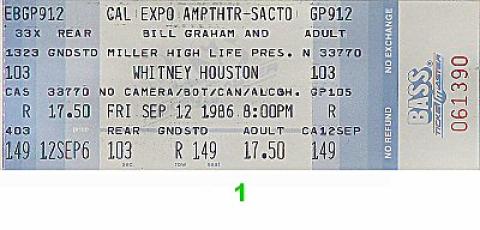 EBGP912 CAL EXPO AMPTHTR-SACTO GP912
33X REAR BILL GRAHAM AND ADULT
1323 GNDSTD MILLER HIGH LIFE PRES. N 33770
103 WHITNEY HOUSTON 103
CAS 33770 NO CAMERA/BOT/CAN/ALCOH. GP105
R 17.50 FRI SEP 12 1986 8:00PM R
403 REAR GNDSTD ADULT CA12SEP
149 12SEP6 103 R 149 17.50 149
sec. row seat
NO REFUND NO EXCHANGE
BASS
TICKETMASTER
061390
1